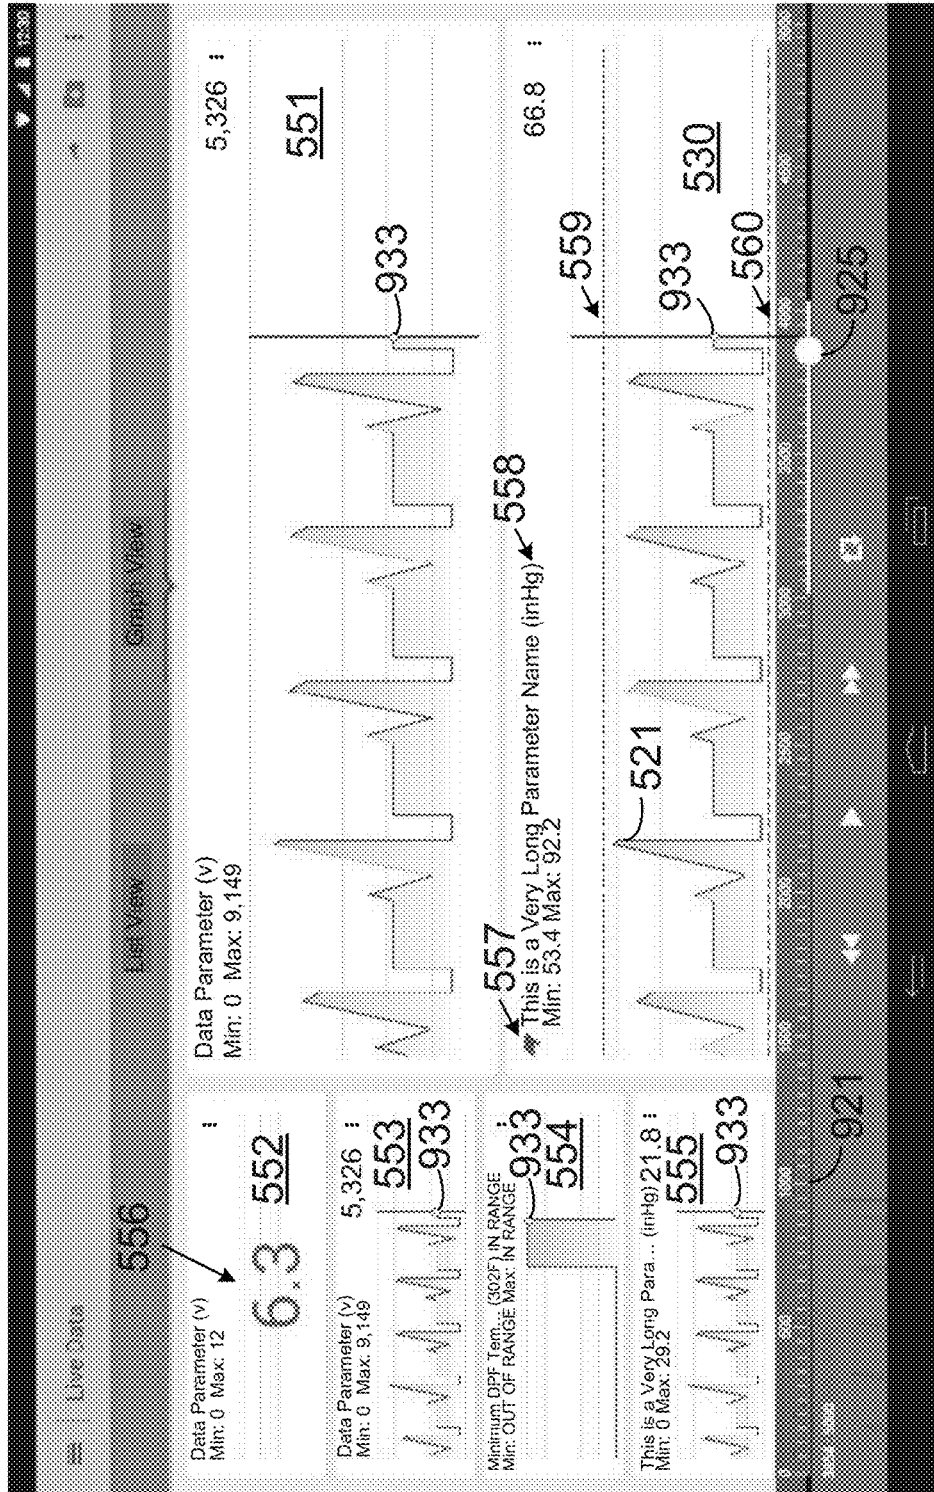 1:30
Live Data
List View
Graph View
556
Data Parameter (v)
Min: 0 Max: 12
6.3
552
Data Parameter (v)
Min: 0 Max: 9,149
5,326
553
933
Minimum DPF Tem... (302F) IN RANGE
Min: OUT OF RANGE Max: IN RANGE
933
554
This is a Very Long Para... (inHg) 21.8
Min: 0 Max: 29.2
555
933
Data Parameter (v)
Min: 0 Max: 9,149
5,326
551
933
557
558
This is a Very Long Parameter Name (inHg)
Min: 53.4 Max: 92.2
66.8
559
530
933
560
521
921
925